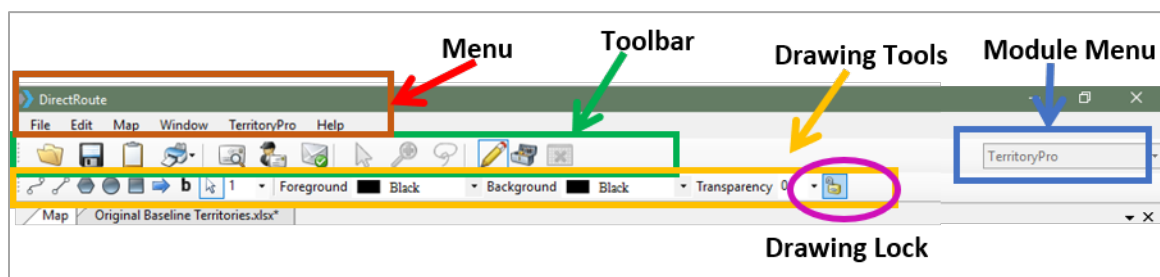 Menu
Toolbar
Drawing Tools
Module Menu
DirectRoute
File Edit Map Window TerritoryPro Help
TerritoryPro
b 1 Foreground Black Background Black Transparency 0
Map Original Baseline Territories.xlsx*
Drawing Lock